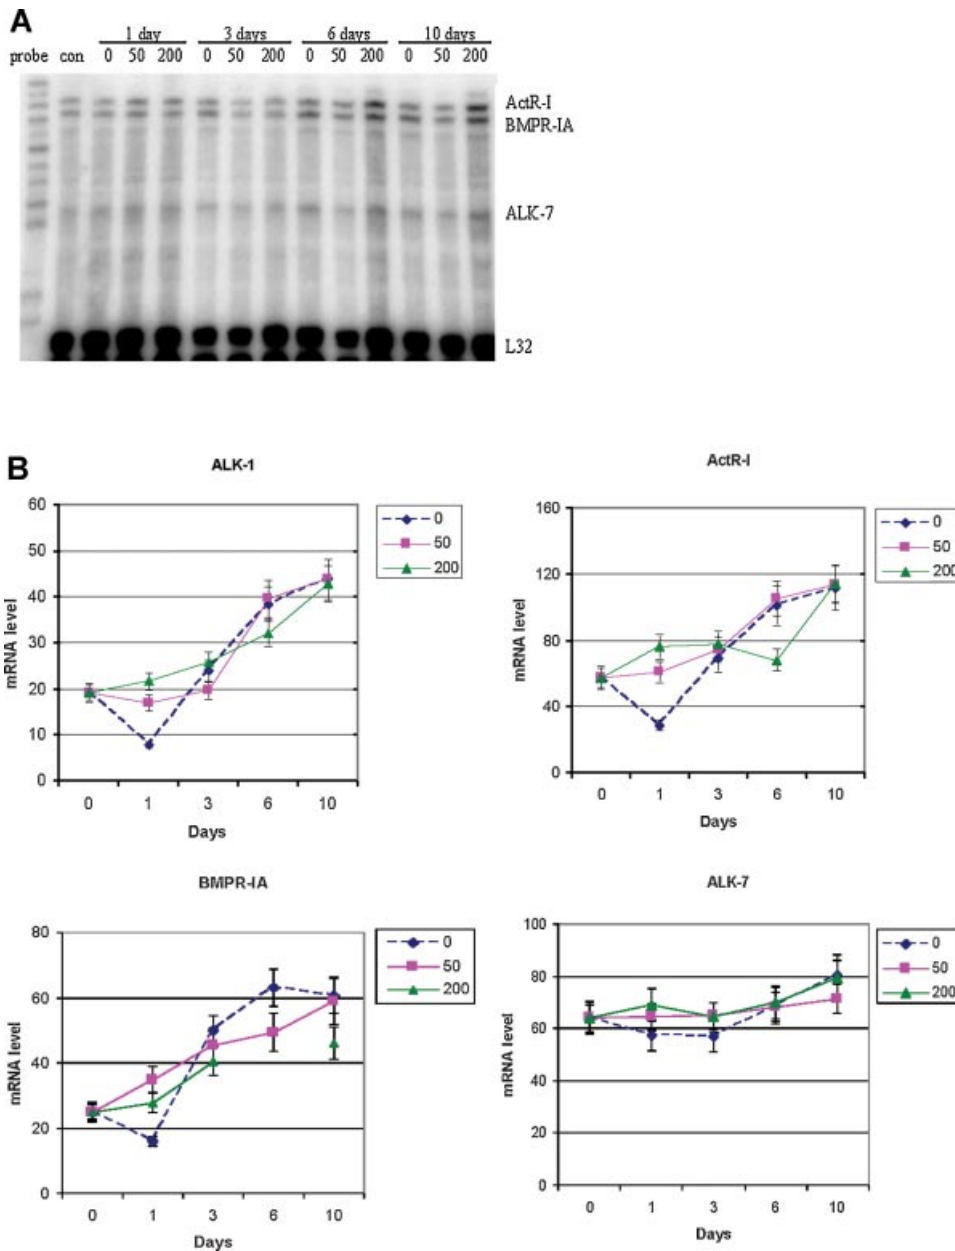 A
1 day 3 days 6 days 10 days
probe con 0 50 200 0 50 200 0 50 200 0 50 200
ActR-I
BMPR-IA
ALK-7
L32
B
ALK-1
60
50
40
30
20
10
0
mRNA level
0 1 3 6 10
Days
0
50
200
ActR-I
160
120
80
40
0
mRNA level
0 1 3 6 10
Days
0
50
200
BMPR-IA
80
60
40
20
0
mRNA level
0 1 3 6 10
Days
0
50
200
ALK-7
100
80
60
40
20
0
mRNA level
0 1 3 6 10
Days
0
50
200